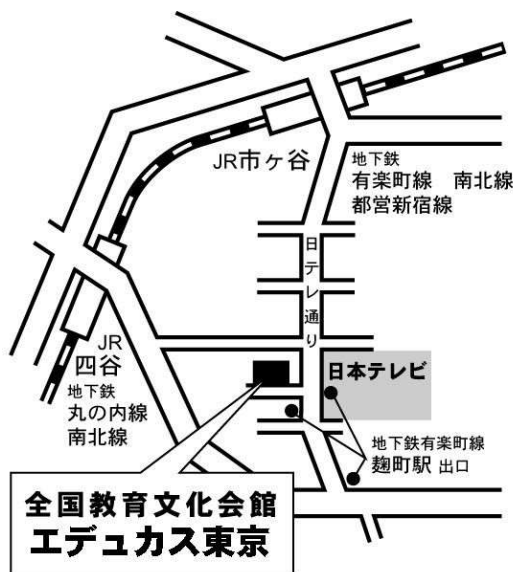 JR市ヶ谷
地下鉄
有楽町線　南北線
都営新宿線
日テレ通り
JR
四谷
地下鉄
丸の内線
南北線
日本テレビ
地下鉄有楽町線
麹町駅 出口
全国教育文化会館
エデュカス東京